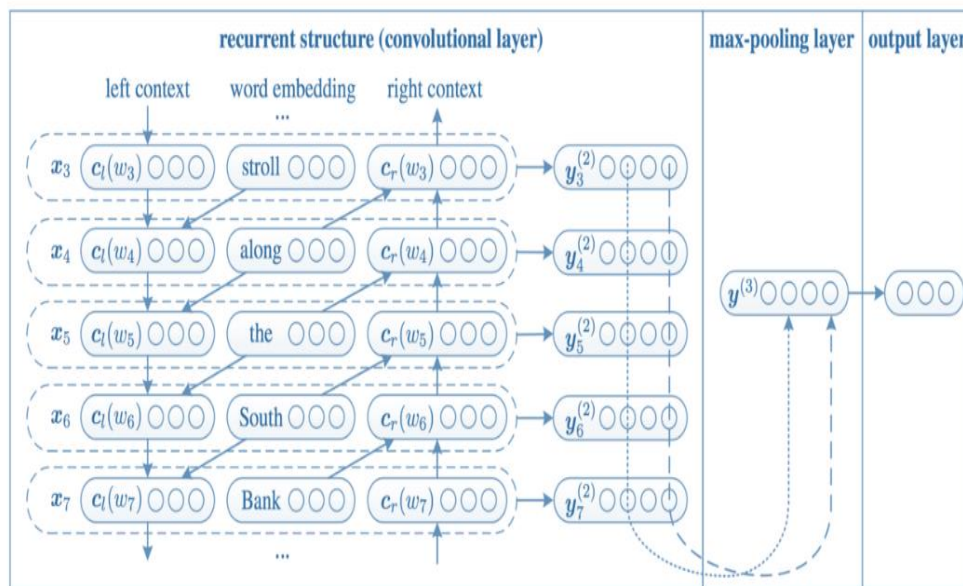 recurrent structure (convolutional layer) max-pooling layer output layer
left context word embedding right context
...
x₃ cₗ(w₃) stroll cᵣ(w₃) y₃⁽²⁾
x₄ cₗ(w₄) along cᵣ(w₄) y₄⁽²⁾
y⁽³⁾
x₅ cₗ(w₅) the cᵣ(w₅) y₅⁽²⁾
x₆ cₗ(w₆) South cᵣ(w₆) y₆⁽²⁾
x₇ cₗ(w₇) Bank cᵣ(w₇) y₇⁽²⁾
...